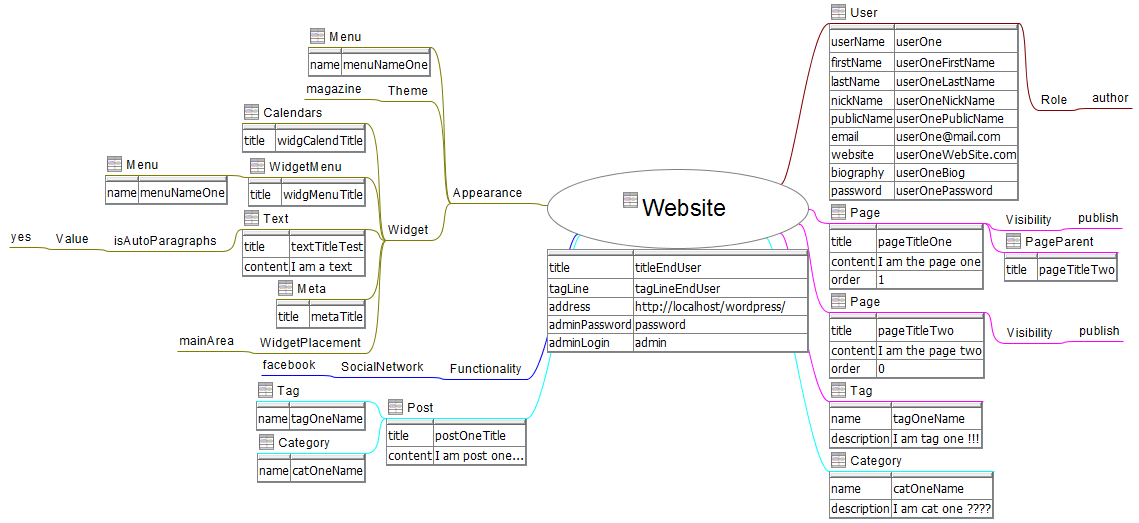 Website
title titleEndUser
tagLine tagLineEndUser
address http://localhost/wordpress/
adminPassword password
adminLogin admin
User
userName userOne
firstName userOneFirstName
lastName userOneLastName
nickName userOneNickName
publicName userOnePublicName
email userOne@mail.com
website userOneWebSite.com
biography userOneBiog
password userOnePassword
Role
author
Page
title pageTitleOne
content I am the page one
order 1
Visibility
publish
PageParent
title pageTitleTwo
Page
title pageTitleTwo
content I am the page two
order 0
Visibility
publish
Tag
name tagOneName
description I am tag one !!!
Category
name catOneName
description I am cat one ????
Appearance
Menu
name menuNameOne
Theme
magazine
Widget
Calendars
title widgCalendTitle
WidgetMenu
title widgMenuTitle
Menu
name menuNameOne
Text
title textTitleTest
content I am a text
isAutoParagraphs
Value
yes
Meta
title metaTitle
WidgetPlacement
mainArea
Functionality
SocialNetwork
facebook
Post
title postOneTitle
content I am post one...
Tag
name tagOneName
Category
name catOneName